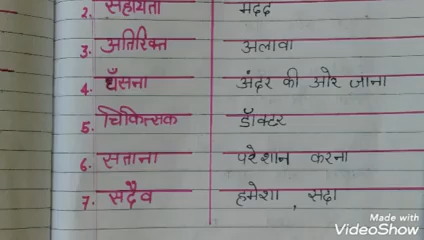 2. सहायता मदद
3. अतिरिक्त अलावा
4. धँसना अंदर की ओर जाना
5. चिकित्सक डॉक्टर
6. सताना परेशान करना
7. सदैव हमेशा , सदा
Made with
VideoShow